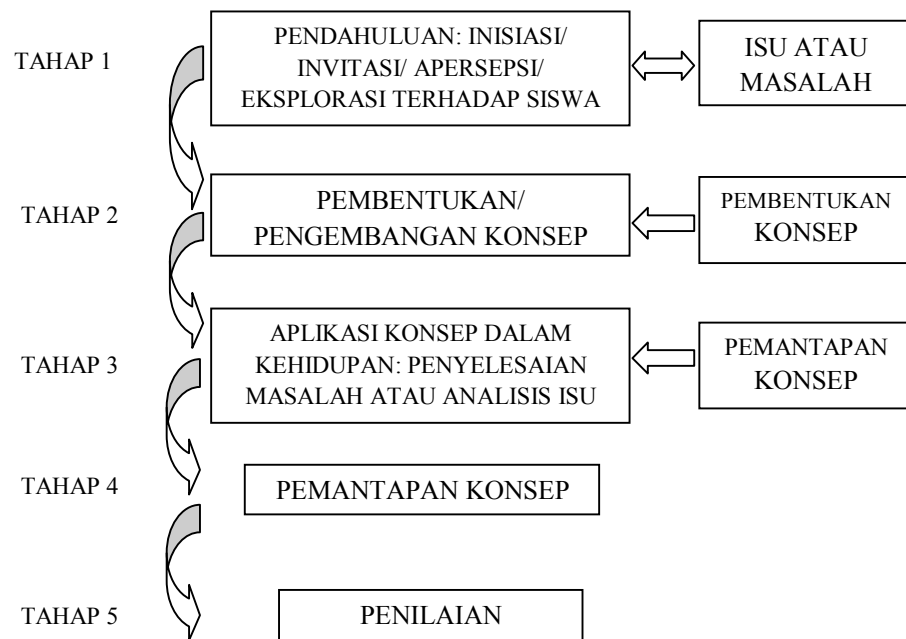 TAHAP 1
PENDAHULUAN: INISIASI/
INVITASI/ APERSEPSI/
EKSPLORASI TERHADAP SISWA
ISU ATAU
MASALAH
TAHAP 2
PEMBENTUKAN/
PENGEMBANGAN KONSEP
PEMBENTUKAN
KONSEP
TAHAP 3
APLIKASI KONSEP DALAM
KEHIDUPAN: PENYELESAIAN
MASALAH ATAU ANALISIS ISU
PEMANTAPAN
KONSEP
TAHAP 4
PEMANTAPAN KONSEP
TAHAP 5
PENILAIAN